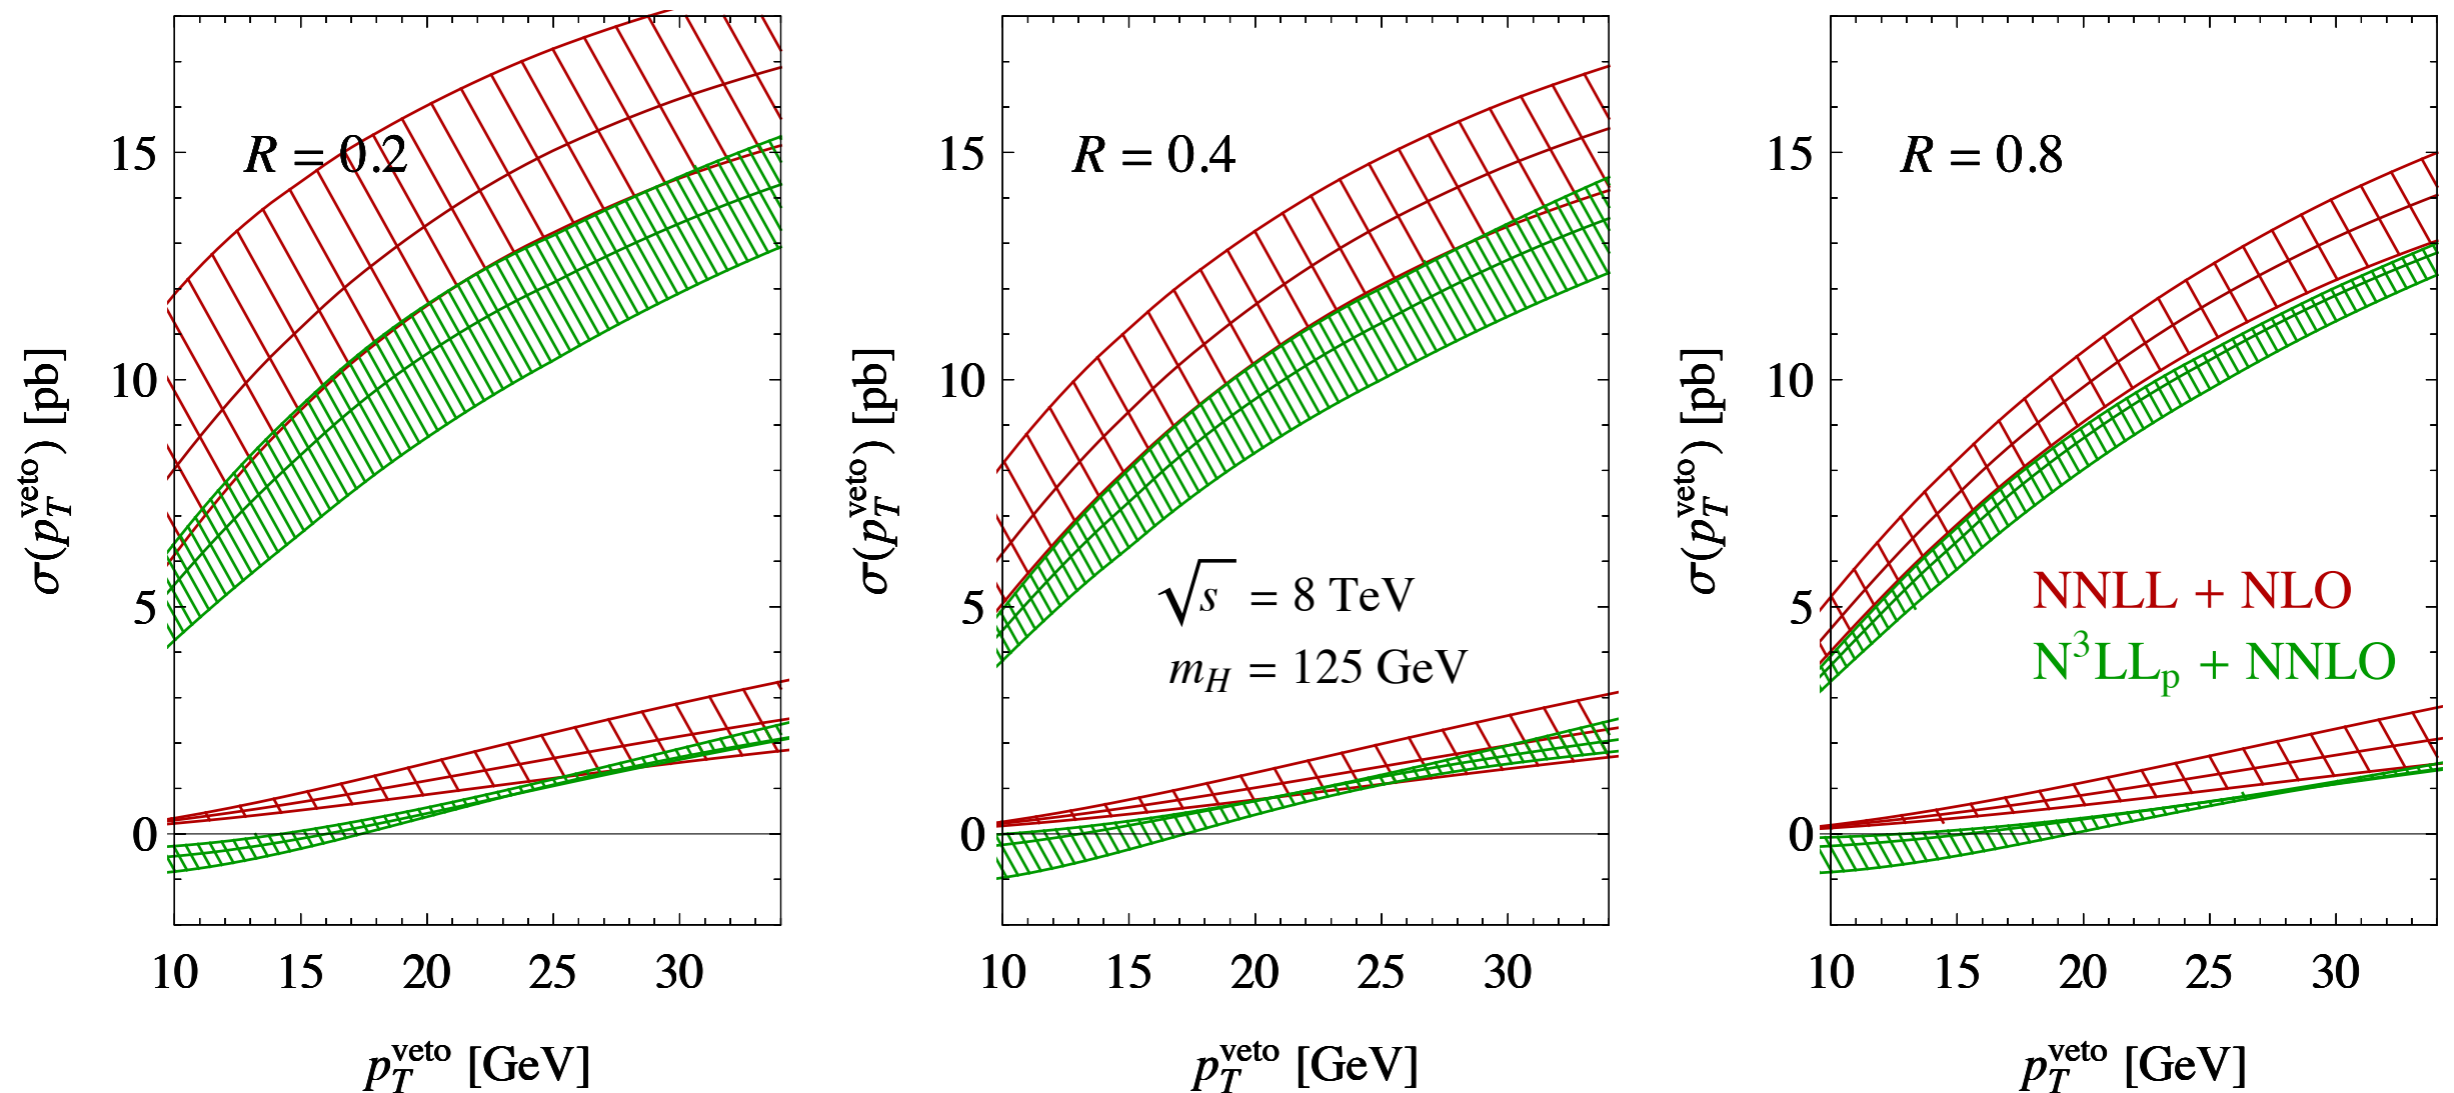 R = 0.2
15
10
5
0
σ(p_T^veto) [pb]
10 15 20 25 30
p_T^veto [GeV]
R = 0.4
√s = 8 TeV
m_H = 125 GeV
15
10
5
0
σ(p_T^veto) [pb]
10 15 20 25 30
p_T^veto [GeV]
R = 0.8
NNLL + NLO
N³LL_p + NNLO
15
10
5
0
σ(p_T^veto) [pb]
10 15 20 25 30
p_T^veto [GeV]